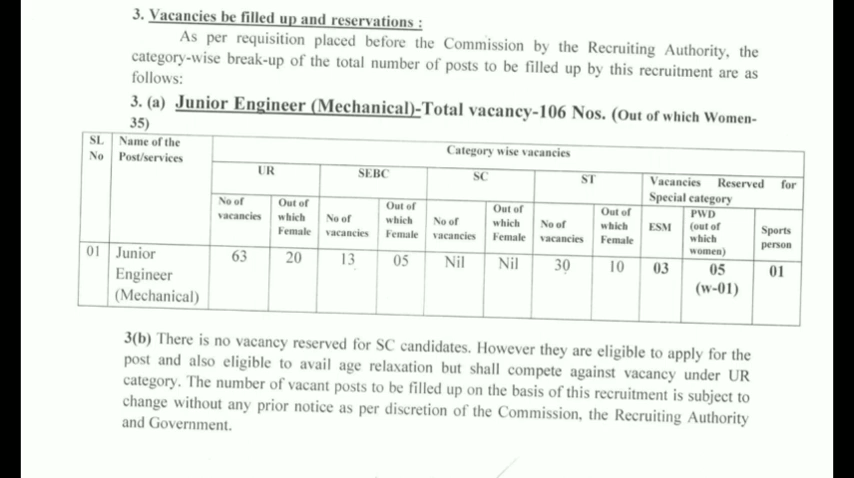 3. Vacancies be filled up and reservations :
As per requisition placed before the Commission by the Recruiting Authority, the
category-wise break-up of the total number of posts to be filled up by this recruitment are as
follows:
3. (a) Junior Engineer (Mechanical)-Total vacancy-106 Nos. (Out of which Women-
35)
SL No
Name of the Post/services
Category wise vacancies
UR
SEBC
SC
ST
Vacancies Reserved for Special category
No of vacancies
Out of which Female
No of vacancies
Out of which Female
No of vacancies
Out of which Female
No of vacancies
Out of which Female
ESM
PWD (out of which women)
Sports person
01 Junior Engineer (Mechanical) 63 20 13 05 Nil Nil 30 10 03 05 (w-01) 01
3(b) There is no vacancy reserved for SC candidates. However they are eligible to apply for the
post and also eligible to avail age relaxation but shall compete against vacancy under UR
category. The number of vacant posts to be filled up on the basis of this recruitment is subject to
change without any prior notice as per discretion of the Commission, the Recruiting Authority
and Government.